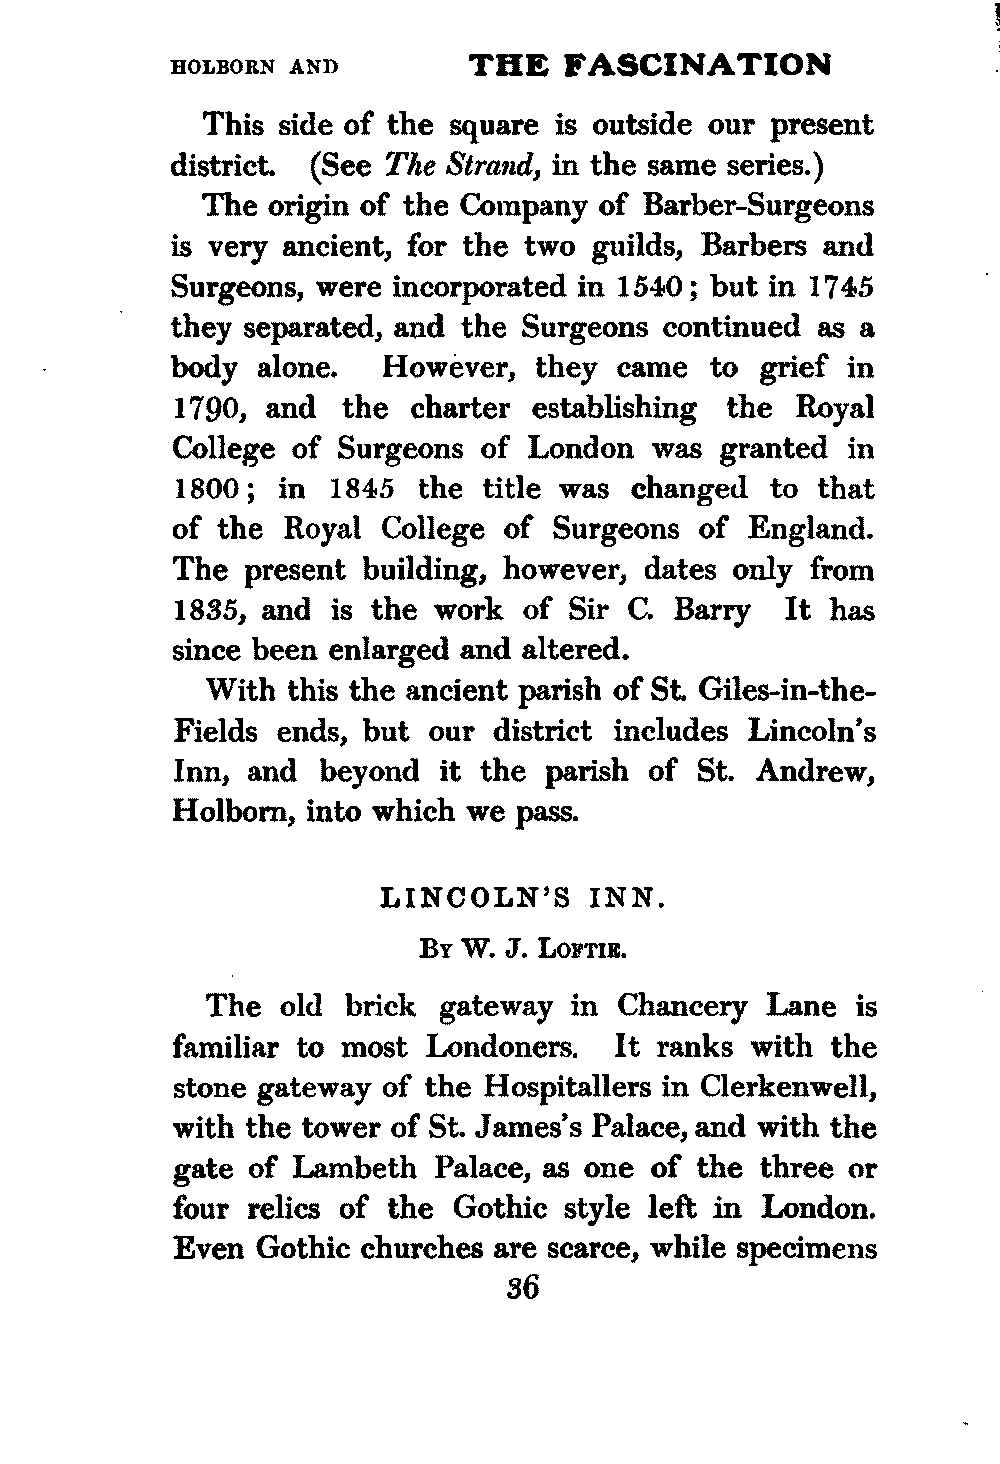 HOLBORN AND THE FASCINATION
This side of the square is outside our present
district. (See The Strand, in the same series.)
The origin of the Company of Barber-Surgeons
is very ancient, for the two guilds, Barbers and
Surgeons, were incorporated in 1540; but in 1745
they separated, and the Surgeons continued as a
body alone. However, they came to grief in
1790, and the charter establishing the Royal
College of Surgeons of London was granted in
1800; in 1845 the title was changed to that
of the Royal College of Surgeons of England.
The present building, however, dates only from
1835, and is the work of Sir C. Barry It has
since been enlarged and altered.
With this the ancient parish of St. Giles-in-the-
Fields ends, but our district includes Lincoln's
Inn, and beyond it the parish of St. Andrew,
Holborn, into which we pass.
LINCOLN'S INN.
By W. J. Loftie.
The old brick gateway in Chancery Lane is
familiar to most Londoners. It ranks with the
stone gateway of the Hospitallers in Clerkenwell,
with the tower of St. James's Palace, and with the
gate of Lambeth Palace, as one of the three or
four relics of the Gothic style left in London.
Even Gothic churches are scarce, while specimens
36